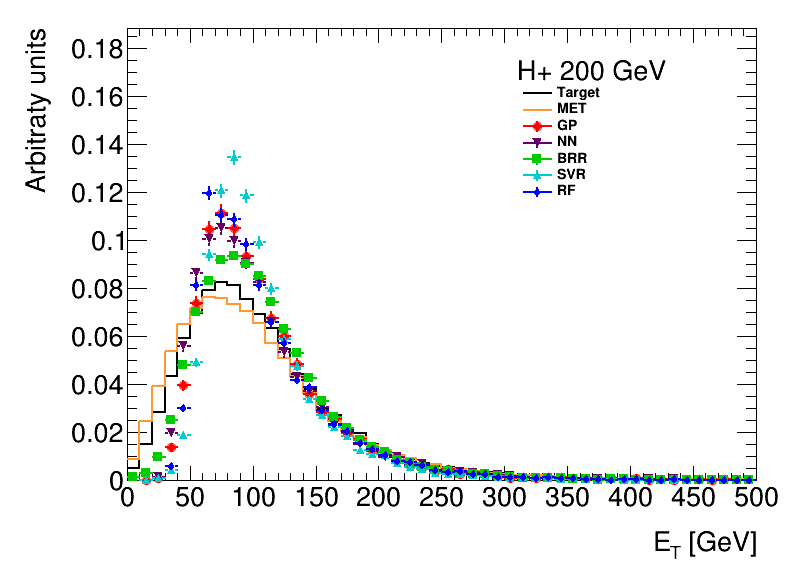 Arbitraty units
0.18
0.16
0.14
0.12
0.1
0.08
0.06
0.04
0.02
0
H+ 200 GeV
Target
MET
GP
NN
BRR
SVR
RF
0 50 100 150 200 250 300 350 400 450 500
E_T [GeV]